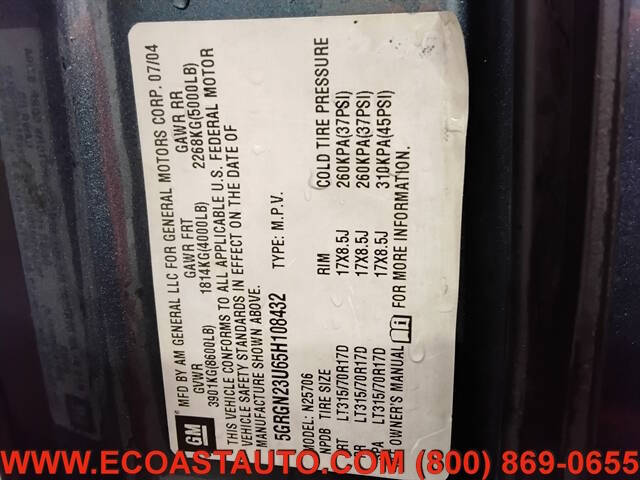 GM
MFD BY AM GENERAL LLC FOR GENERAL MOTORS CORP. 07/04
GVWR GAWR FRT GAWR RR
3901KG(8600LB) 1814KG(4000LB) 2268KG(5000LB)
THIS VEHICLE CONFORMS TO ALL APPLICABLE U.S. FEDERAL MOTOR
VEHICLE SAFETY STANDARDS IN EFFECT ON THE DATE OF
MANUFACTURE SHOWN ABOVE.
5GRGN23U65H108432 TYPE: M.P.V.
MODEL: N25706
NPDB TIRE SIZE RIM COLD TIRE PRESSURE
FRT LT315/70R17D 17X8.5J 260KPA(37PSI)
RR LT315/70R17D 17X8.5J 260KPA(37PSI)
SPA LT315/70R17D 17X8.5J 310KPA(45PSI)
OWNER'S MANUAL FOR MORE INFORMATION.
WWW.ECOASTAUTO.COM (800) 869-0655